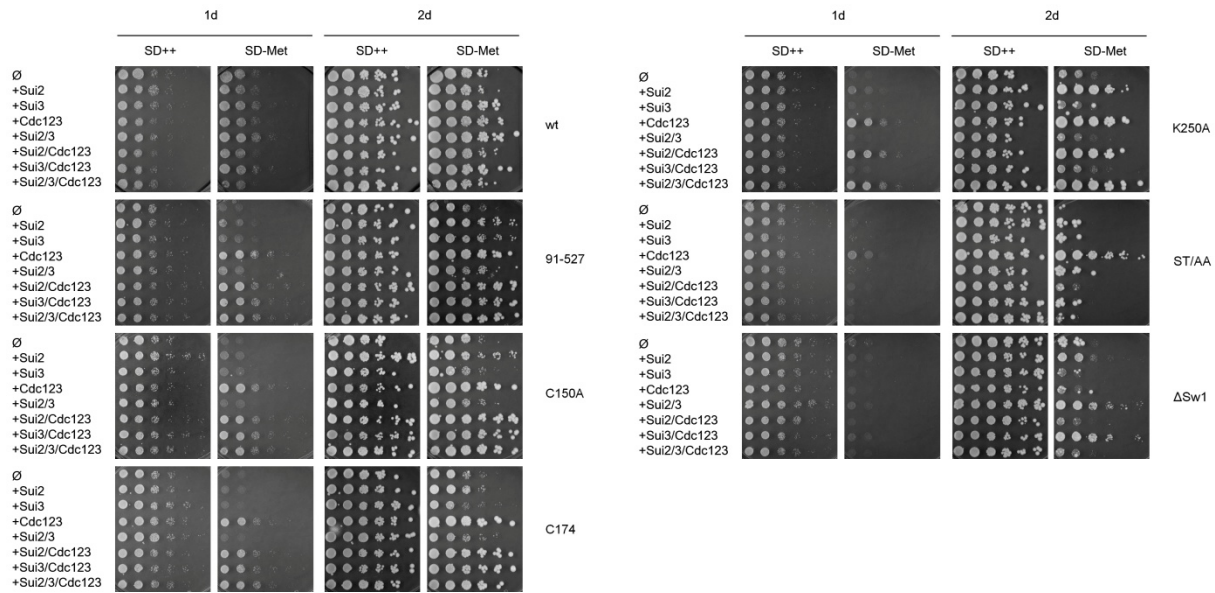 1d 2d
SD++ SD-Met SD++ SD-Met
Ø
+Sui2
+Sui3
+Cdc123
+Sui2/3
+Sui2/Cdc123
+Sui3/Cdc123
+Sui2/3/Cdc123
wt
Ø
+Sui2
+Sui3
+Cdc123
+Sui2/3
+Sui2/Cdc123
+Sui3/Cdc123
+Sui2/3/Cdc123
91-527
Ø
+Sui2
+Sui3
+Cdc123
+Sui2/3
+Sui2/Cdc123
+Sui3/Cdc123
+Sui2/3/Cdc123
C150A
Ø
+Sui2
+Sui3
+Cdc123
+Sui2/3
+Sui2/Cdc123
+Sui3/Cdc123
+Sui2/3/Cdc123
C174
1d 2d
SD++ SD-Met SD++ SD-Met
Ø
+Sui2
+Sui3
+Cdc123
+Sui2/3
+Sui2/Cdc123
+Sui3/Cdc123
+Sui2/3/Cdc123
K250A
Ø
+Sui2
+Sui3
+Cdc123
+Sui2/3
+Sui2/Cdc123
+Sui3/Cdc123
+Sui2/3/Cdc123
ST/AA
Ø
+Sui2
+Sui3
+Cdc123
+Sui2/3
+Sui2/Cdc123
+Sui3/Cdc123
+Sui2/3/Cdc123
ΔSw1